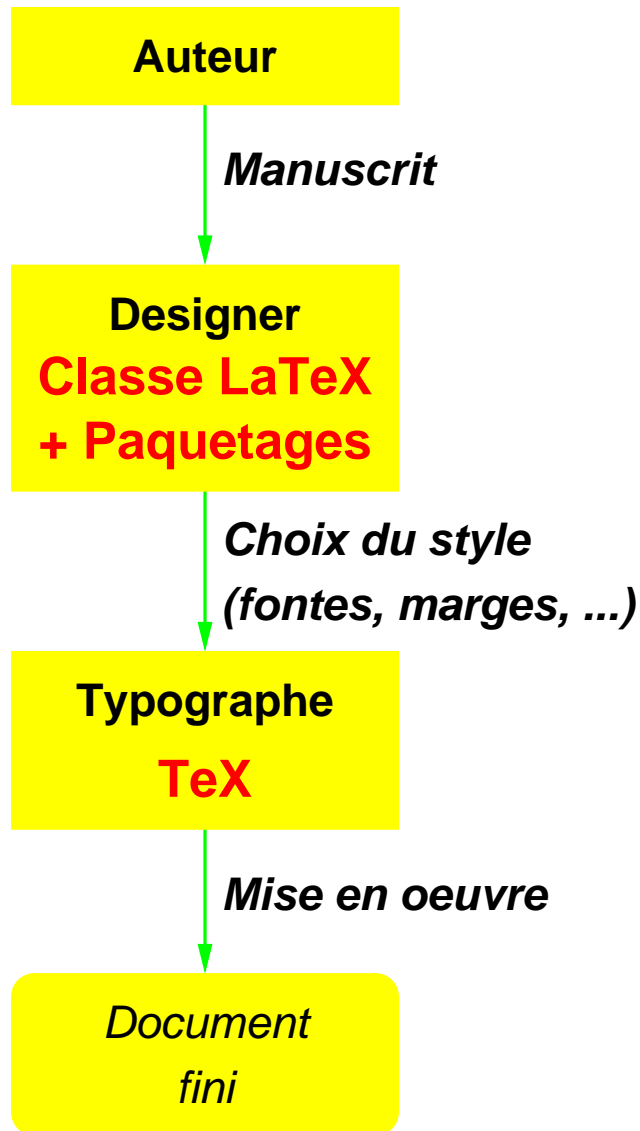 Auteur
Manuscrit
Designer
Classe LaTeX
+ Paquetages
Choix du style
(fontes, marges, ...)
Typographe
TeX
Mise en oeuvre
Document
fini